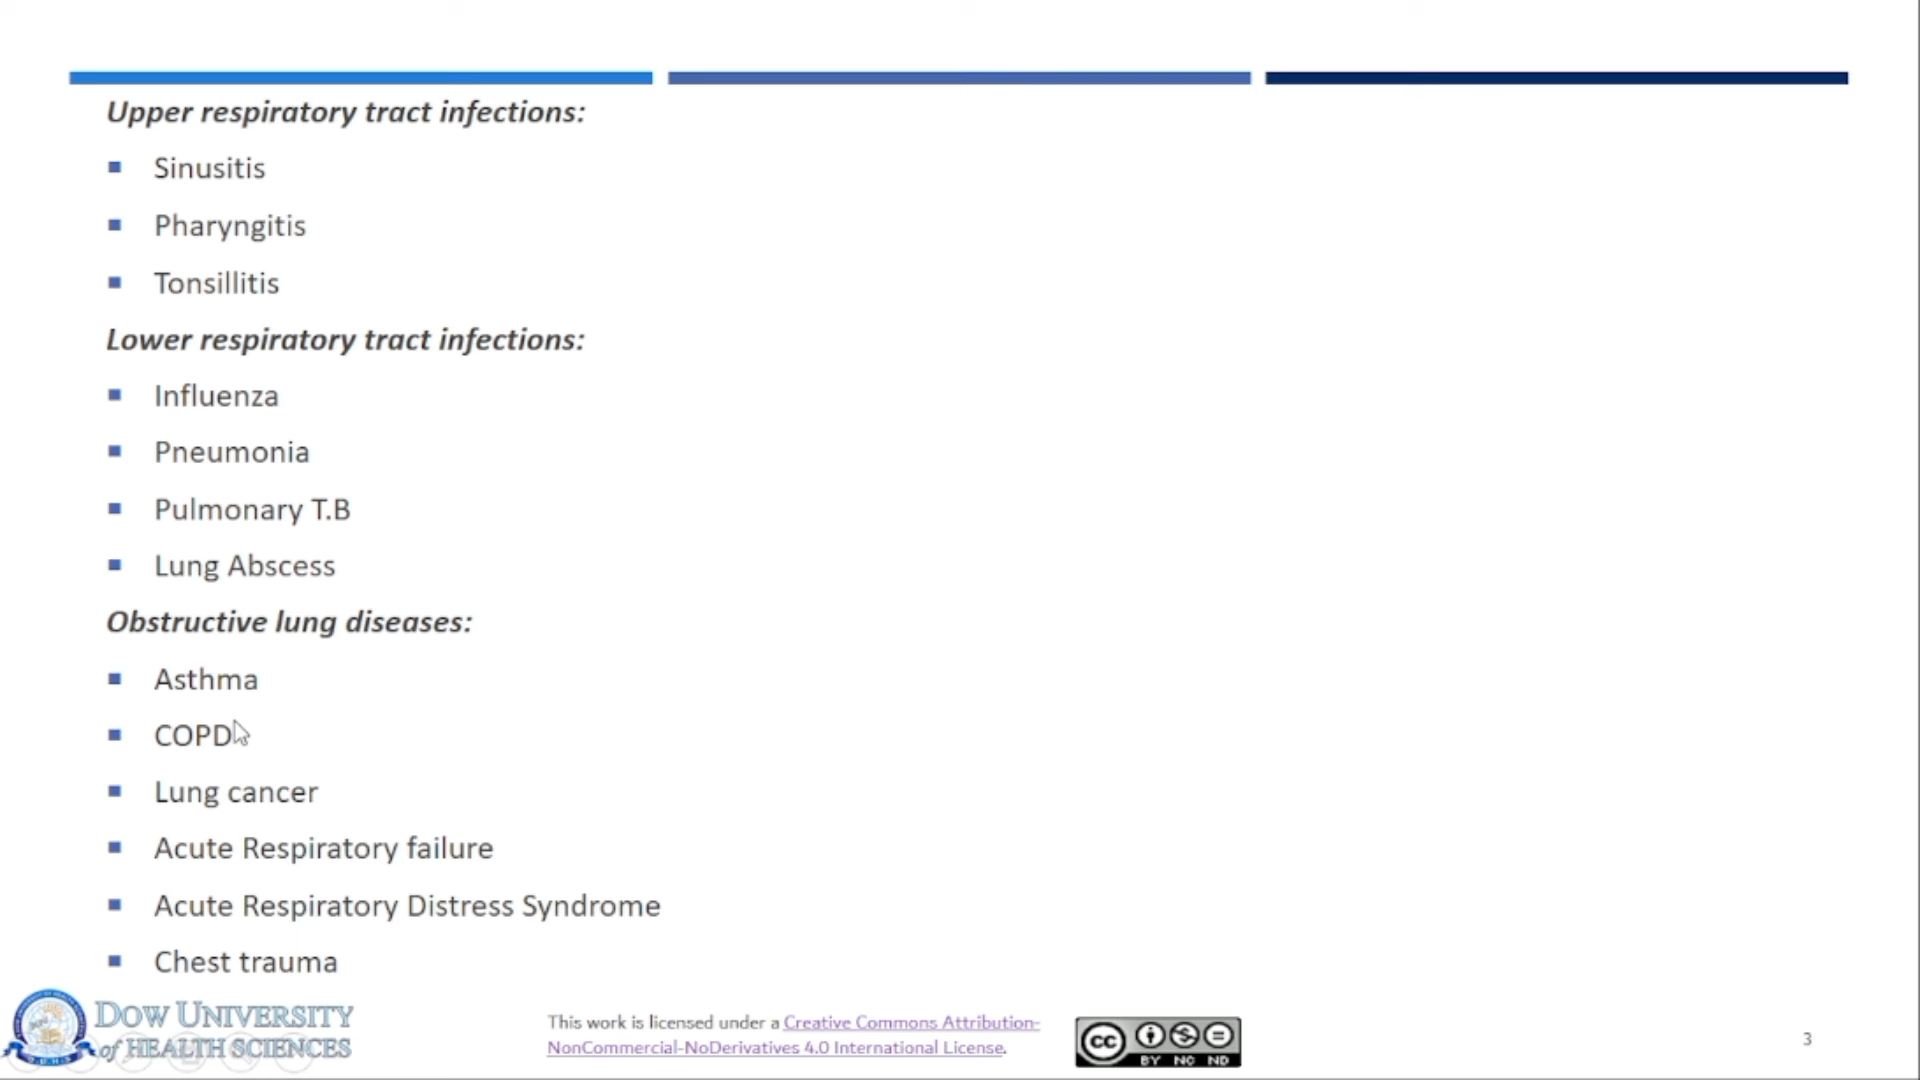 Upper respiratory tract infections:
Sinusitis
Pharyngitis
Tonsillitis
Lower respiratory tract infections:
Influenza
Pneumonia
Pulmonary T.B
Lung Abscess
Obstructive lung diseases:
Asthma
COPD
Lung cancer
Acute Respiratory failure
Acute Respiratory Distress Syndrome
Chest trauma
DOW UNIVERSITY
of HEALTH SCIENCES
This work is licensed under a Creative Commons Attribution-
NonCommercial-NoDerivatives 4.0 International License.
cc
BY NC ND
3